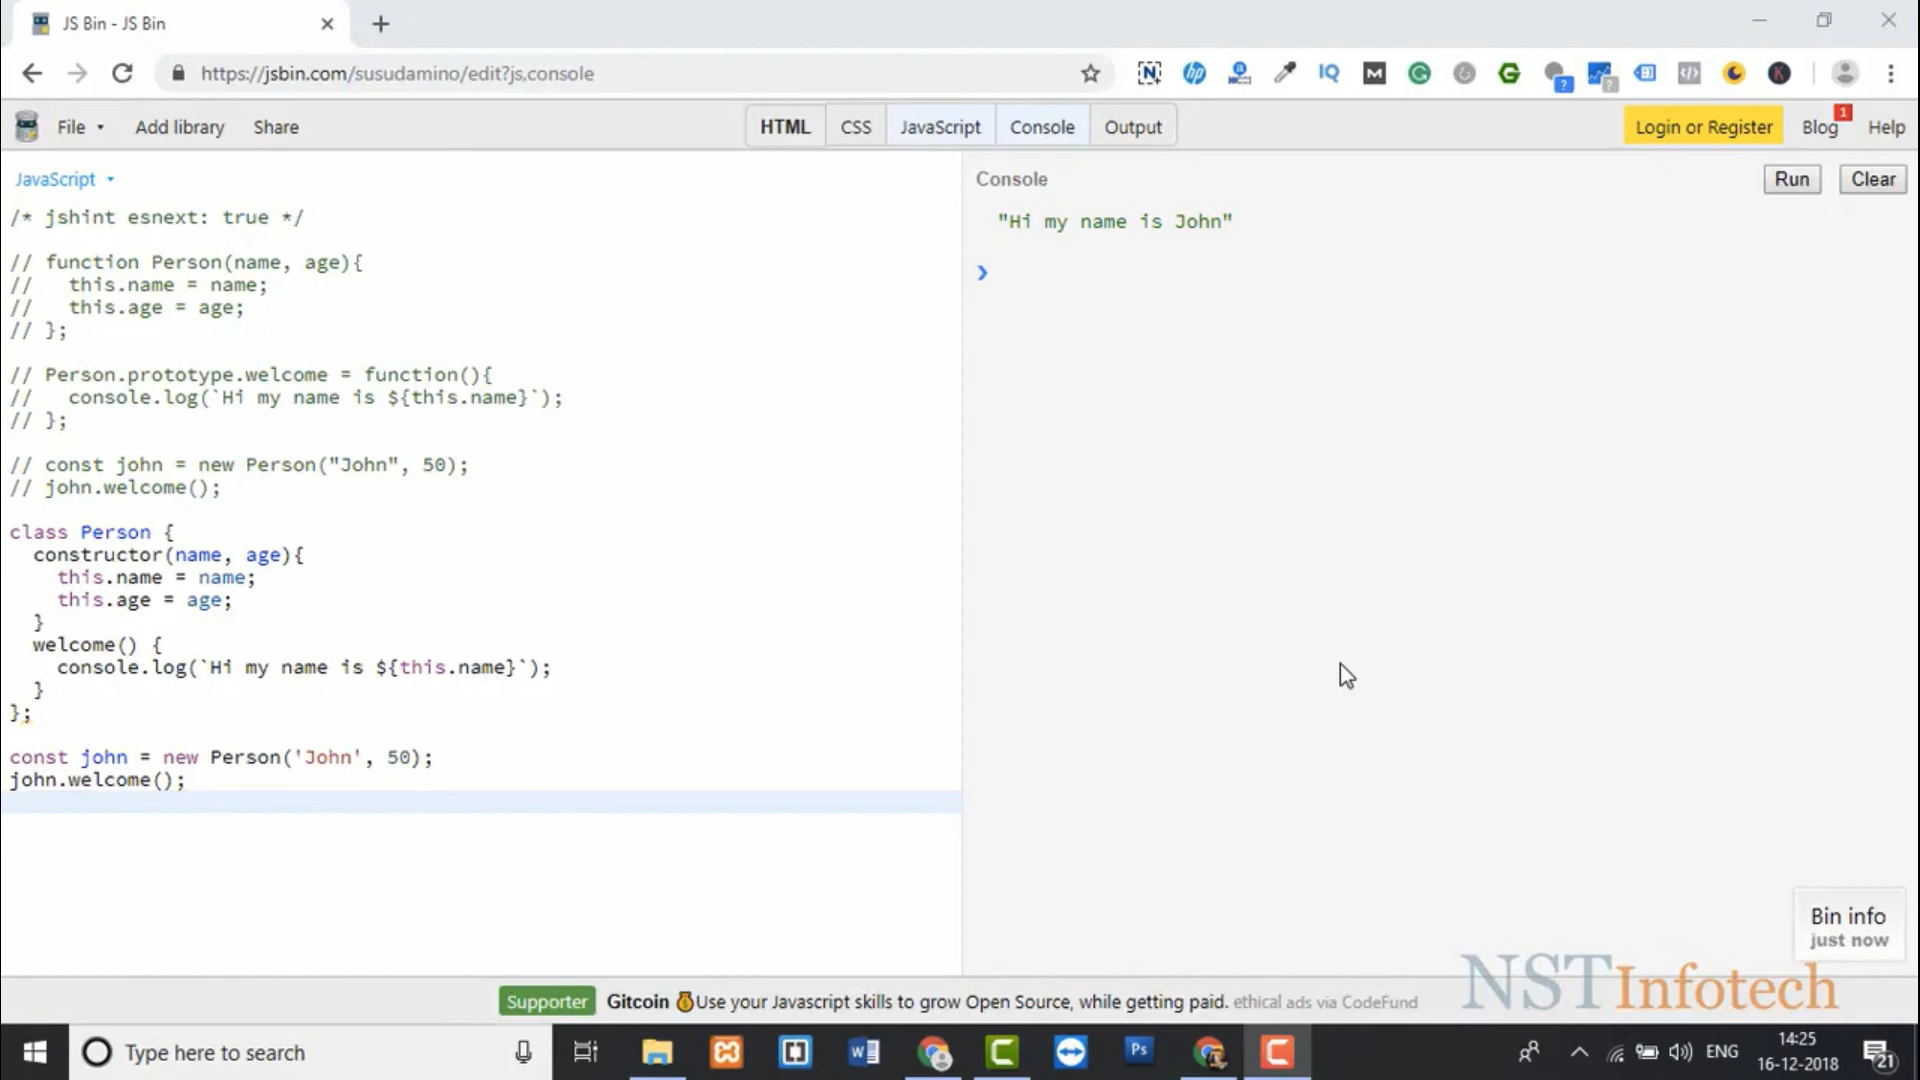 JS Bin - JS Bin
https://jsbin.com/susudamino/edit?js,console
File
Add library
Share
HTML
CSS
JavaScript
Console
Output
Login or Register
Blog
1
Help
JavaScript
/* jshint esnext: true */
// function Person(name, age){
//   this.name = name;
//   this.age = age;
// };
// Person.prototype.welcome = function(){
//   console.log(`Hi my name is ${this.name}`);
// };
// const john = new Person("John", 50);
// john.welcome();
class Person {
  constructor(name, age){
    this.name = name;
    this.age = age;
  }
  welcome() {
    console.log(`Hi my name is ${this.name}`);
  }
};
const john = new Person('John', 50);
john.welcome();
Console
Run
Clear
"Hi my name is John"
Bin info
just now
NSTInfotech
Supporter
Gitcoin Use your Javascript skills to grow Open Source, while getting paid. ethical ads via CodeFund
Type here to search
Ps
ENG
14:25
16-12-2018
21